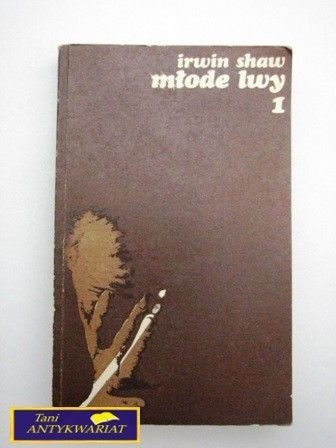 irwin shaw
młode lwy
1
Tani
ANTYKWARIAT